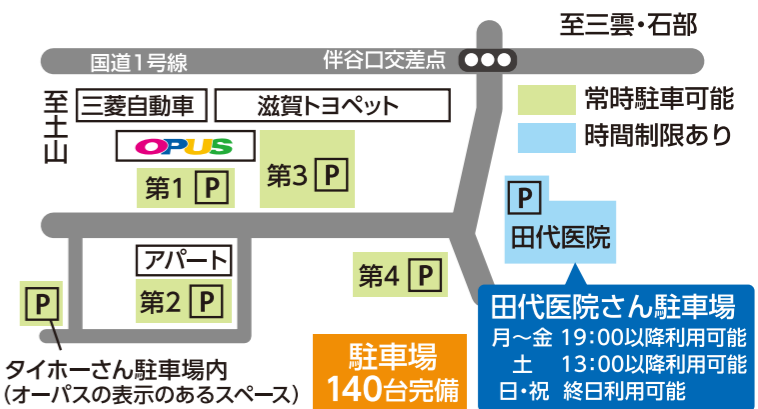 至三雲・石部
国道1号線
伴谷口交差点
至土山
三菱自動車
滋賀トヨペット
常時駐車可能
時間制限あり
OPUS
第1 P
第3 P
P
田代医院
アパート
第2 P
第4 P
P
タイホーさん駐車場内
(オーパスの表示のあるスペース)
駐車場
140台完備
田代医院さん駐車場
月〜金 19:00以降利用可能
土 13:00以降利用可能
日・祝 終日利用可能